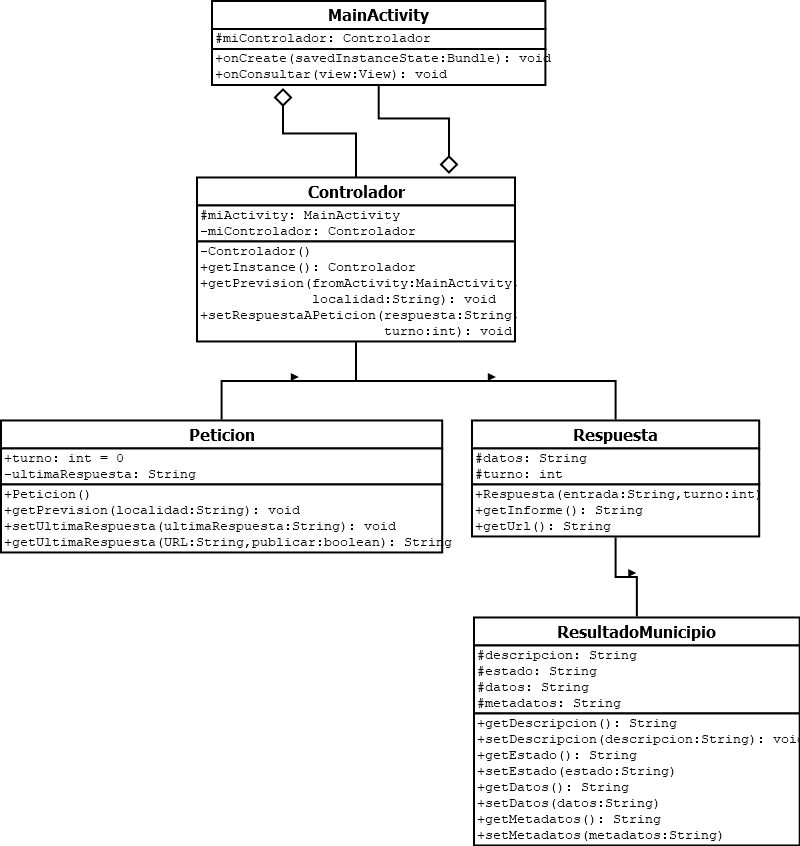 MainActivity
#miControlador: Controlador
+onCreate(savedInstanceState:Bundle): void
+onConsultar(view:View): void
Controlador
#miActivity: MainActivity
-miControlador: Controlador
-Controlador()
+getInstance(): Controlador
+getPrevision(fromActivity:MainActivity,
localidad:String): void
+setRespuestaAPeticion(respuesta:String,
turno:int): void
Peticion
+turno: int = 0
-ultimaRespuesta: String
+Peticion()
+getPrevision(localidad:String): void
+setUltimaRespuesta(ultimaRespuesta:String): void
+getUltimaRespuesta(URL:String,publicar:boolean): String
Respuesta
#datos: String
#turno: int
+Respuesta(entrada:String,turno:int)
+getInforme(): String
+getUrl(): String
ResultadoMunicipio
#descripcion: String
#estado: String
#datos: String
#metadatos: String
+getDescripcion(): String
+setDescripcion(descripcion:String): void
+getEstado(): String
+setEstado(estado:String)
+getDatos(): String
+setDatos(datos:String)
+getMetadatos(): String
+setMetadatos(metadatos:String)